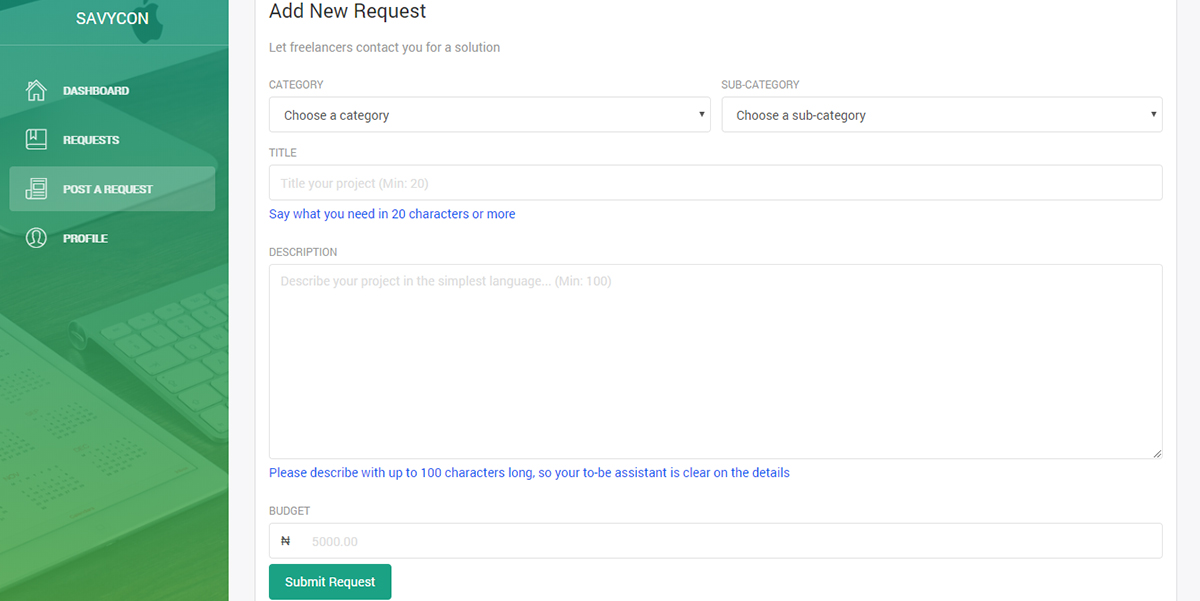 SAVYCON
DASHBOARD
REQUESTS
POST A REQUEST
PROFILE
Add New Request
Let freelancers contact you for a solution
CATEGORY
SUB-CATEGORY
Choose a category
Choose a sub-category
TITLE
Title your project (Min: 20)
Say what you need in 20 characters or more
DESCRIPTION
Describe your project in the simplest language... (Min: 100)
Please describe with up to 100 characters long, so your to-be assistant is clear on the details
BUDGET
₦ 5000.00
Submit Request